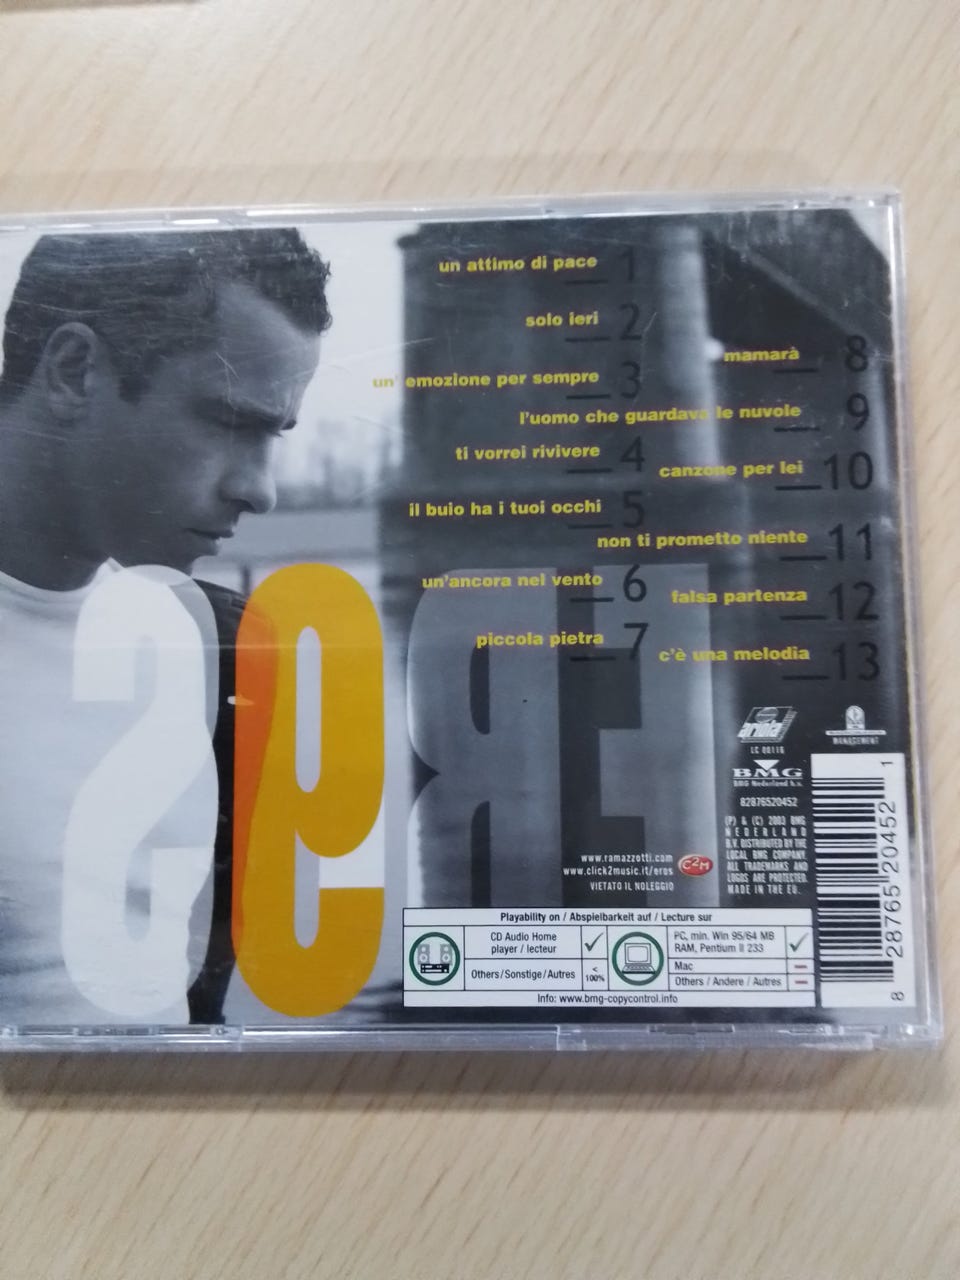 un attimo di pace 1
solo ieri 2
un' emozione per sempre 3
ti vorrei rivivere 4
il buio ha i tuoi occhi 5
un'ancora nel vento 6
piccola pietra 7
mamarà 8
l'uomo che guardava le nuvole 9
canzone per lei 10
non ti prometto niente 11
falsa partenza 12
c'è una melodia 13
9
ariola
LC 00116
MANAGEMENT
BMG
BMG Nederland b.v.
82876520452
(P) & (C) 2003 BMG
NEDERLAND
B.V. DISTRIBUTED BY THE
LOCAL BMG COMPANY.
ALL TRADEMARKS AND
LOGOS ARE PROTECTED.
MADE IN THE EU.
www.ramazzotti.com
www.click2music.it/eros
C2M
VIETATO IL NOLEGGIO
8 28765 20452 1
Playability on / Abspielbarkeit auf / Lecture sur
CD Audio Home
player / lecteur
Others/Sonstige/Autres
<
100%
PC, min. Win 95/64 MB
RAM, Pentium II 233
Mac
Others / Andere / Autres
Info: www.bmg-copycontrol.info